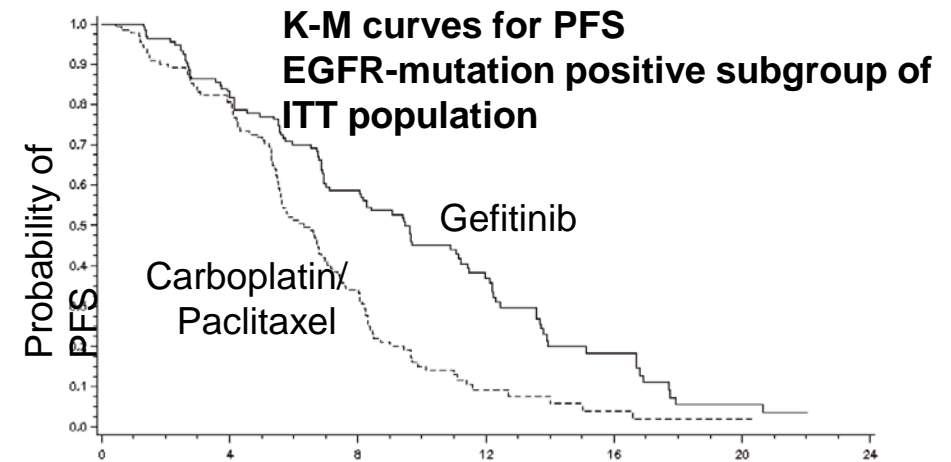 K-M curves for PFS
EGFR-mutation positive subgroup of
ITT population
Probability of
PFS
1.0
0.9
0.8
0.7
0.6
0.5
0.4
0.3
0.2
0.1
0.0
Gefitinib
Carboplatin/
Paclitaxel
0 4 8 12 16 20 24